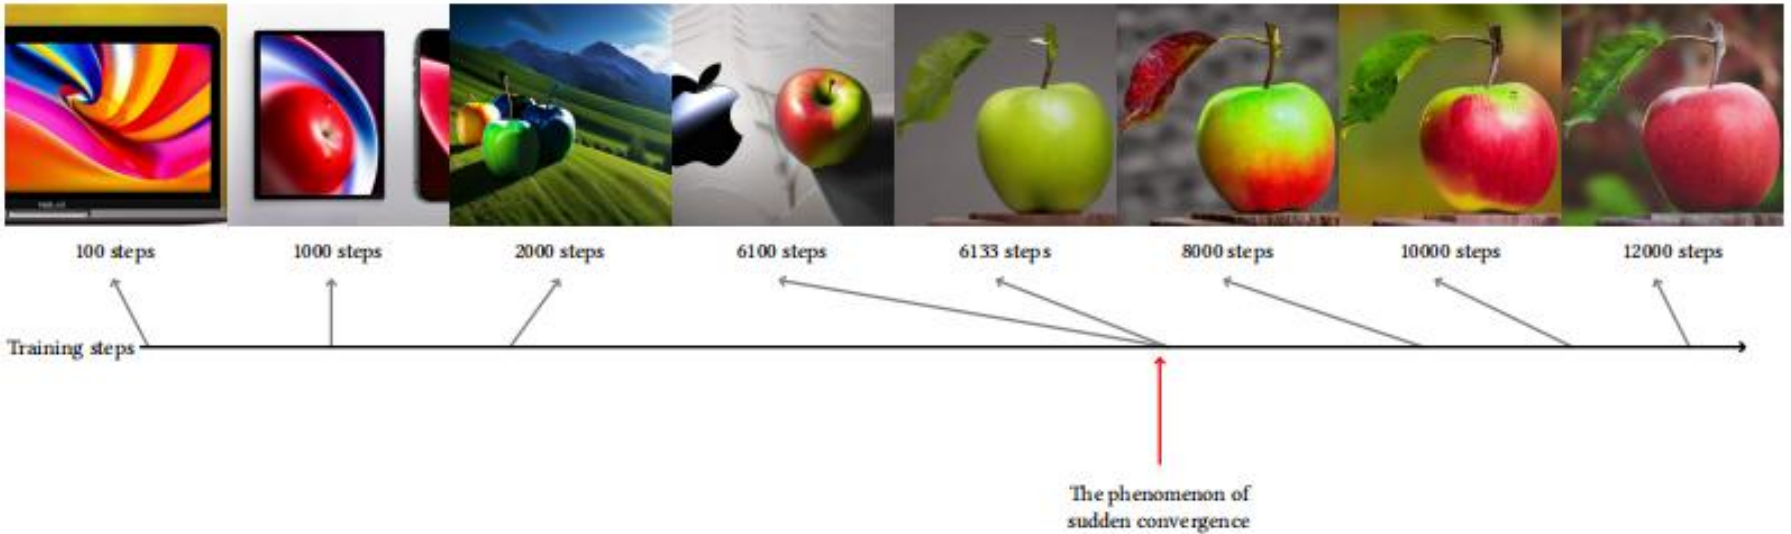 100 steps
1000 steps
2000 steps
6100 steps
6133 steps
8000 steps
10000 steps
12000 steps
Training steps
The phenomenon of
sudden convergence